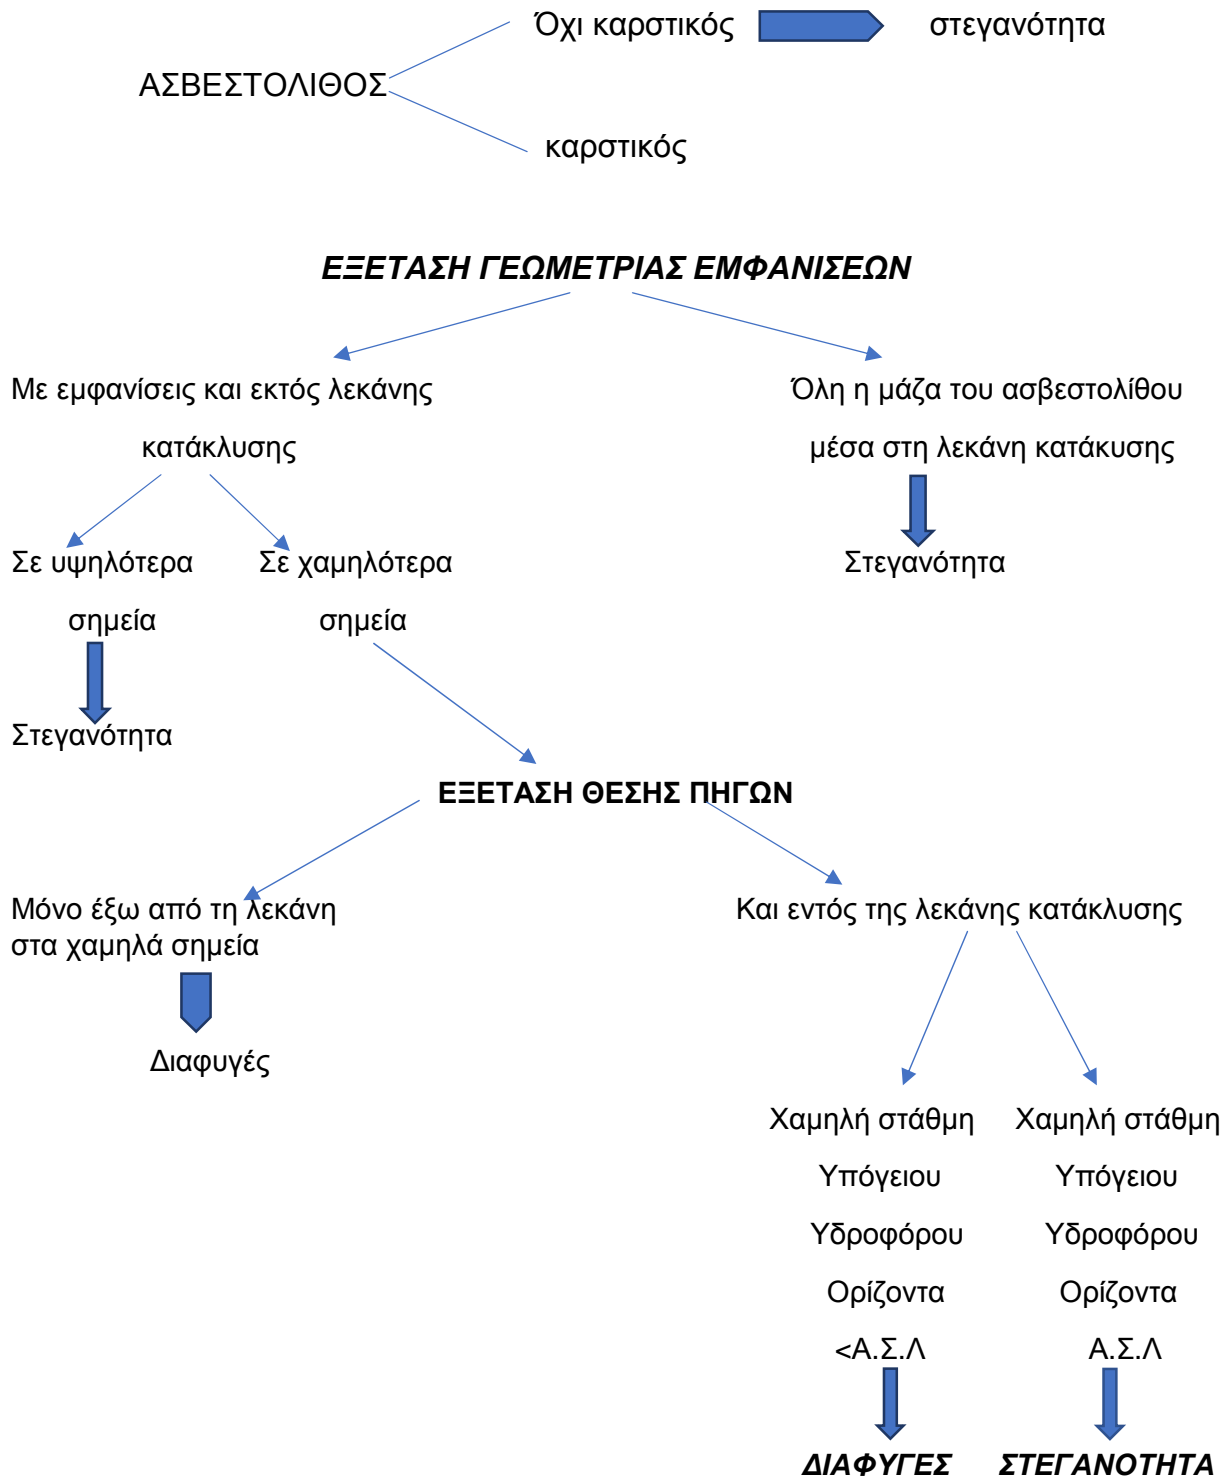 Όχι καρστικός στεγανότητα
ΑΣΒΕΣΤΟΛΙΘΟΣ
καρστικός
ΕΞΕΤΑΣΗ ΓΕΩΜΕΤΡΙΑΣ ΕΜΦΑΝΙΣΕΩΝ
Με εμφανίσεις και εκτός λεκάνης
κατάκλυσης
Όλη η μάζα του ασβεστολίθου
μέσα στη λεκάνη κατάκυσης
Στεγανότητα
Σε υψηλότερα
σημεία
Στεγανότητα
Σε χαμηλότερα
σημεία
ΕΞΕΤΑΣΗ ΘΕΣΗΣ ΠΗΓΩΝ
Μόνο έξω από τη λεκάνη
στα χαμηλά σημεία
Διαφυγές
Και εντός της λεκάνης κατάκλυσης
Χαμηλή στάθμη
Υπόγειου
Υδροφόρου
Ορίζοντα
<Α.Σ.Λ
ΔΙΑΦΥΓΕΣ
Χαμηλή στάθμη
Υπόγειου
Υδροφόρου
Ορίζοντα
Α.Σ.Λ
ΣΤΕΓΑΝΟΤΗΤΑ